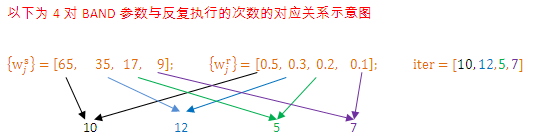 以下为 4 对 BAND 参数与反复执行的次数的对应关系示意图
{wⱼˢ} = [65, 35, 17, 9]; {wⱼʳ} = [0.5, 0.3, 0.2, 0.1]; iter = [10,12,5,7]
10 12 5 7